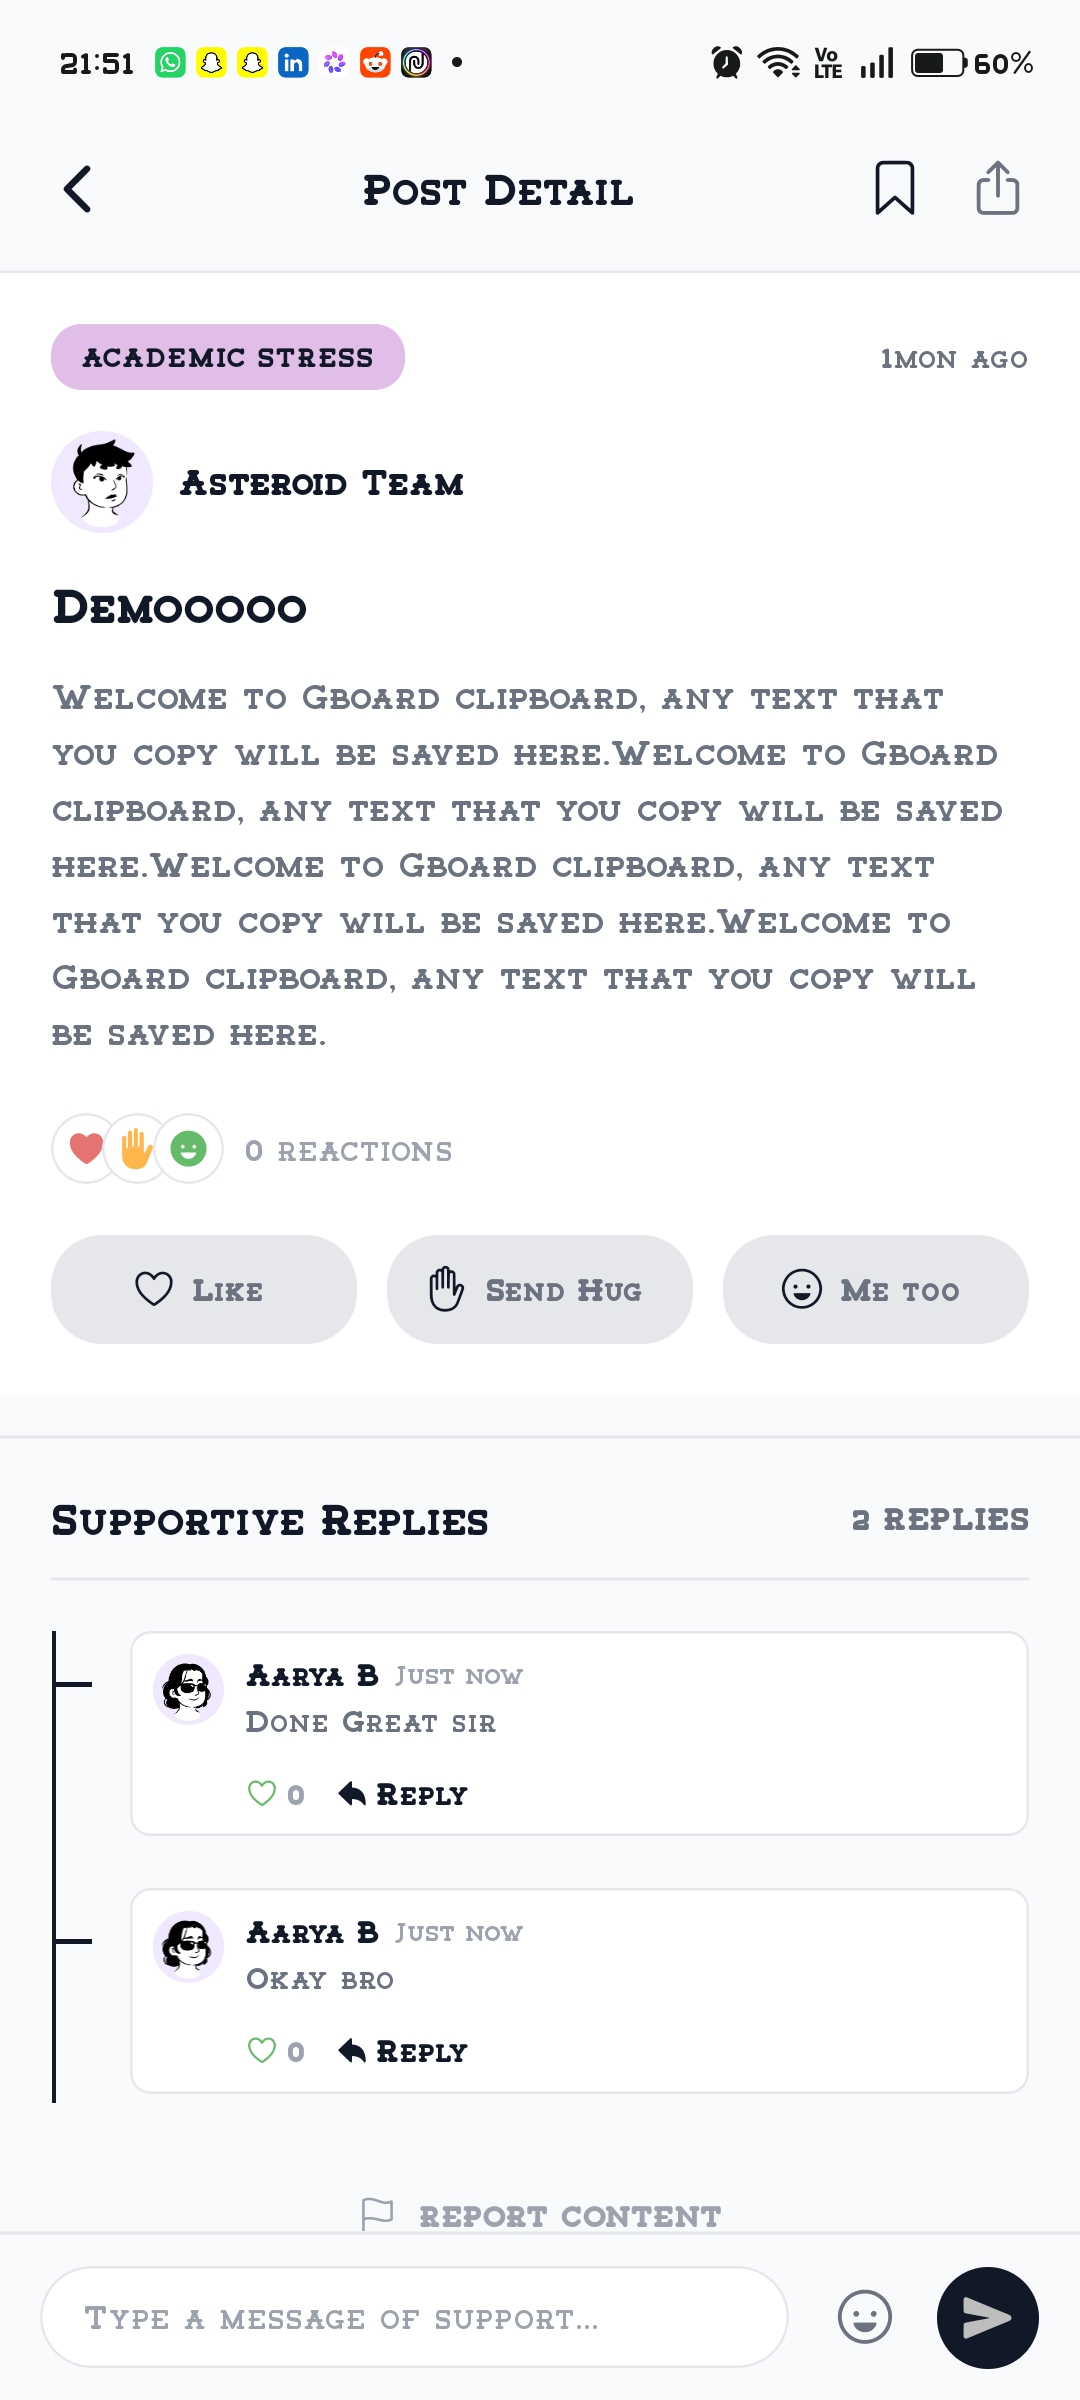 21:51
Vo LTE
60%
Post Detail
ACADEMIC STRESS
1mon ago
Asteroid Team
Demooooo
Welcome to Gboard clipboard, any text that
you copy will be saved here.Welcome to Gboard
clipboard, any text that you copy will be saved
here.Welcome to Gboard clipboard, any text
that you copy will be saved here.Welcome to
Gboard clipboard, any text that you copy will
be saved here.
0 reactions
Like
Send Hug
Me too
Supportive Replies
2 replies
Aarya B Just now
Done Great sir
0 Reply
Aarya B Just now
Okay bro
0 Reply
report content
Type a message of support...